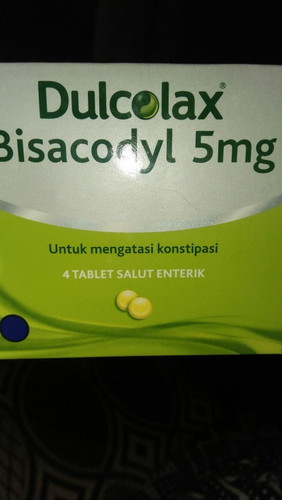 Dulcolax®
Bisacodyl 5mg
Untuk mengatasi konstipasi
4 TABLET SALUT ENTERIK